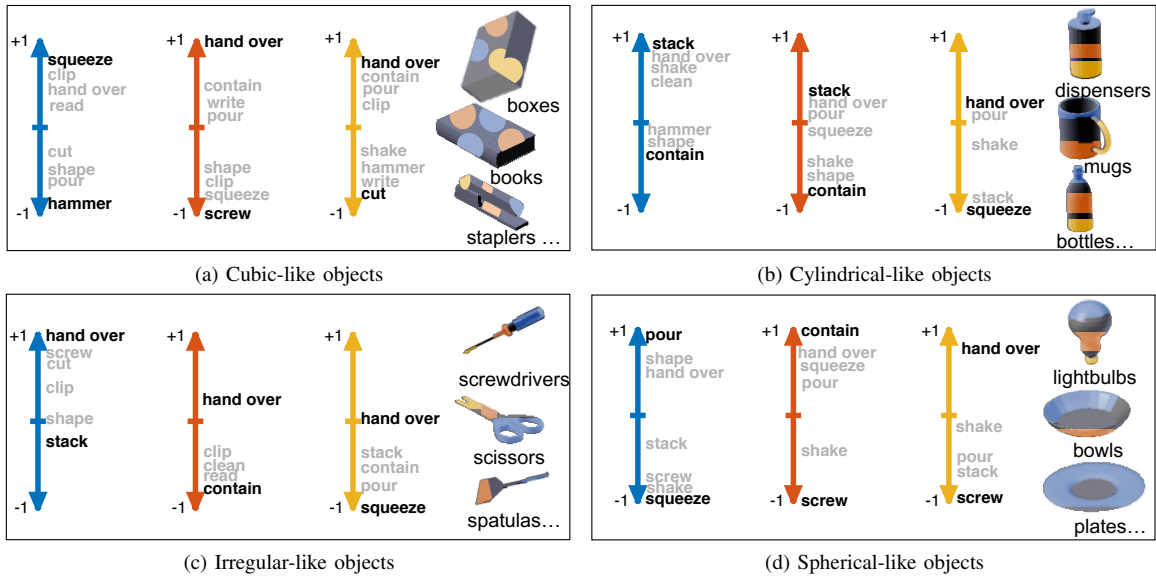 +1
squeeze
clip
hand over
read
cut
shape
pour
hammer
-1
+1
hand over
contain
write
pour
shape
clip
squeeze
screw
-1
+1
hand over
contain
pour
clip
shake
hammer
write
cut
-1
boxes
books
staplers ...
(a) Cubic-like objects
+1
stack
hand over
shake
clean
hammer
shape
contain
-1
+1
stack
hand over
pour
squeeze
shake
shape
contain
-1
+1
hand over
pour
shake
stack
squeeze
-1
dispensers
mugs
bottles...
(b) Cylindrical-like objects
+1
hand over
screw
cut
clip
shape
stack
-1
+1
hand over
clip
clean
read
contain
-1
+1
hand over
stack
contain
pour
squeeze
-1
screwdrivers
scissors
spatulas...
(c) Irregular-like objects
+1
pour
shape
hand over
stack
screw
shake
squeeze
-1
+1
contain
hand over
squeeze
pour
shake
screw
-1
+1
hand over
shake
pour
stack
screw
-1
lightbulbs
bowls
plates...
(d) Spherical-like objects